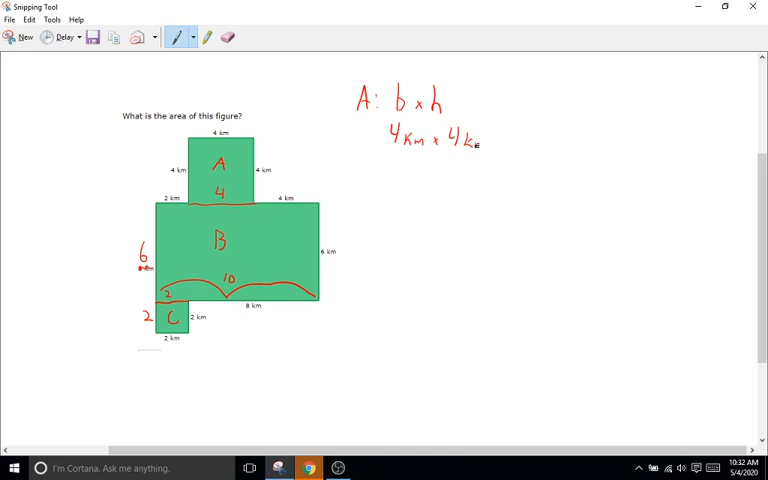 Snipping Tool
File Edit Tools Help
New Delay
What is the area of this figure?
A: b x h
4 km x 4 k
4 km
4 km A 4 km
4
2 km 4 km
B
6
6 km
10
2
8 km
2 C 2 km
2 km
I'm Cortana. Ask me anything.
10:32 AM
5/4/2020